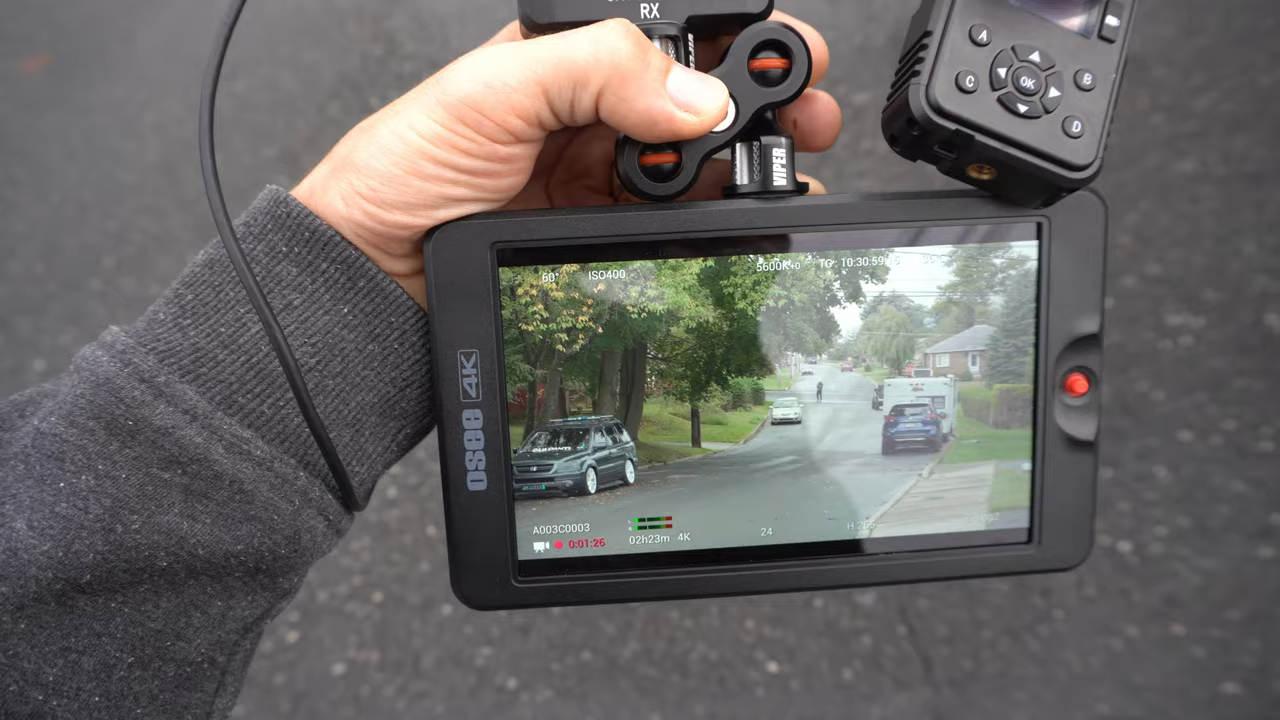 RX
VIPER
A
B
C
OK
D
VIPER
60° ISO400
5600K+0 TC 10:30:59
OSEE 4K
A003C0003
0:01:26 02h23m 4K 24 H.265